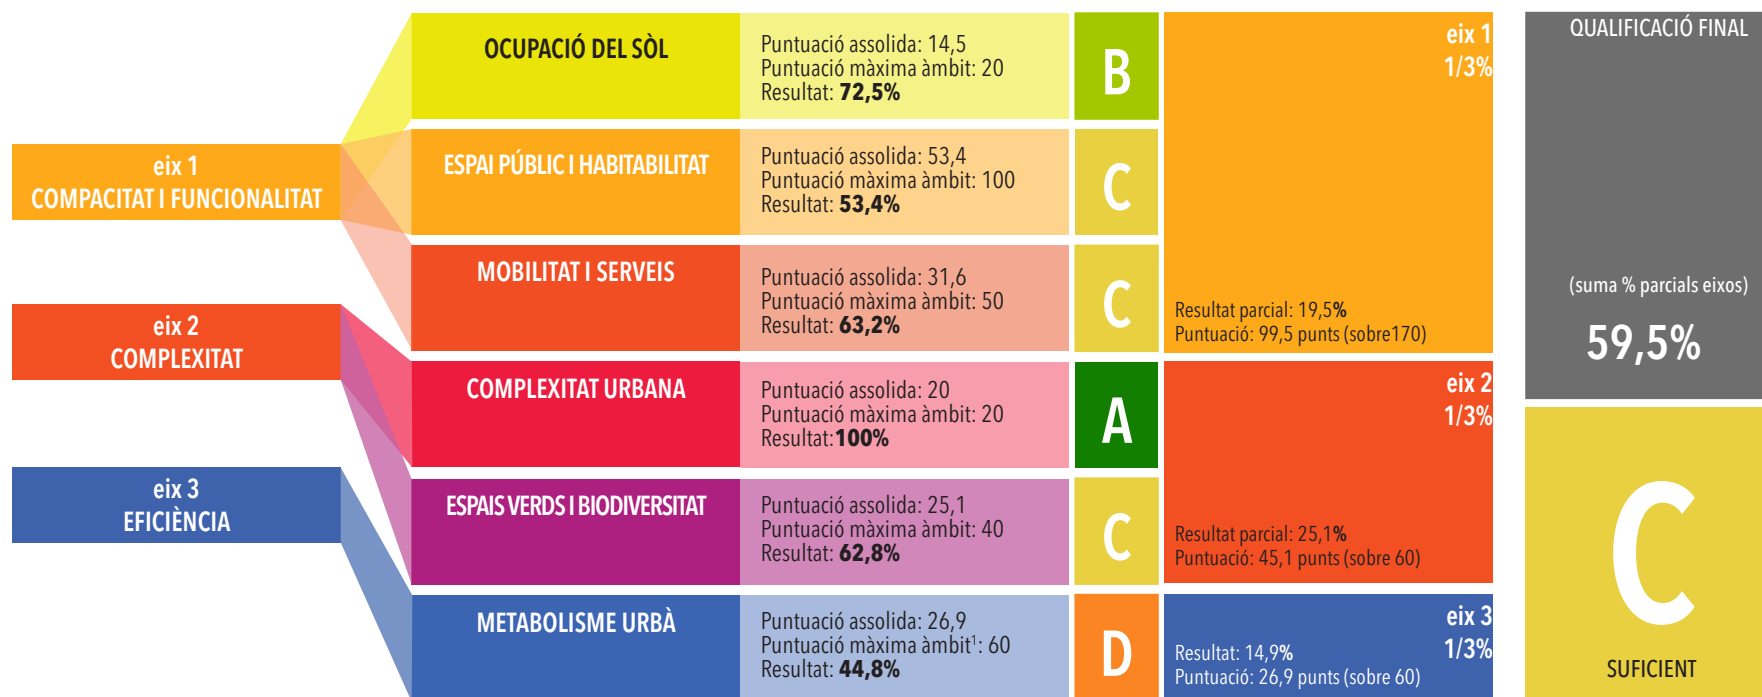 eix 1
COMPACITAT I FUNCIONALITAT
eix 2
COMPLEXITAT
eix 3
EFICIÈNCIA
OCUPACIÓ DEL SÒL
Puntuació assolida: 14,5
Puntuació màxima àmbit: 20
Resultat: 72,5%
B
ESPAI PÚBLIC I HABITABILITAT
Puntuació assolida: 53,4
Puntuació màxima àmbit: 100
Resultat: 53,4%
C
MOBILITAT I SERVEIS
Puntuació assolida: 31,6
Puntuació màxima àmbit: 50
Resultat: 63,2%
C
COMPLEXITAT URBANA
Puntuació assolida: 20
Puntuació màxima àmbit: 20
Resultat:100%
A
ESPAIS VERDS I BIODIVERSITAT
Puntuació assolida: 25,1
Puntuació màxima àmbit: 40
Resultat: 62,8%
C
METABOLISME URBÀ
Puntuació assolida: 26,9
Puntuació màxima àmbit¹: 60
Resultat: 44,8%
D
eix 1
1/3%
Resultat parcial: 19,5%
Puntuació: 99,5 punts (sobre170)
eix 2
1/3%
Resultat parcial: 25,1%
Puntuació: 45,1 punts (sobre 60)
eix 3
1/3%
Resultat: 14,9%
Puntuació: 26,9 punts (sobre 60)
QUALIFICACIÓ FINAL
(suma % parcials eixos)
59,5%
C
SUFICIENT